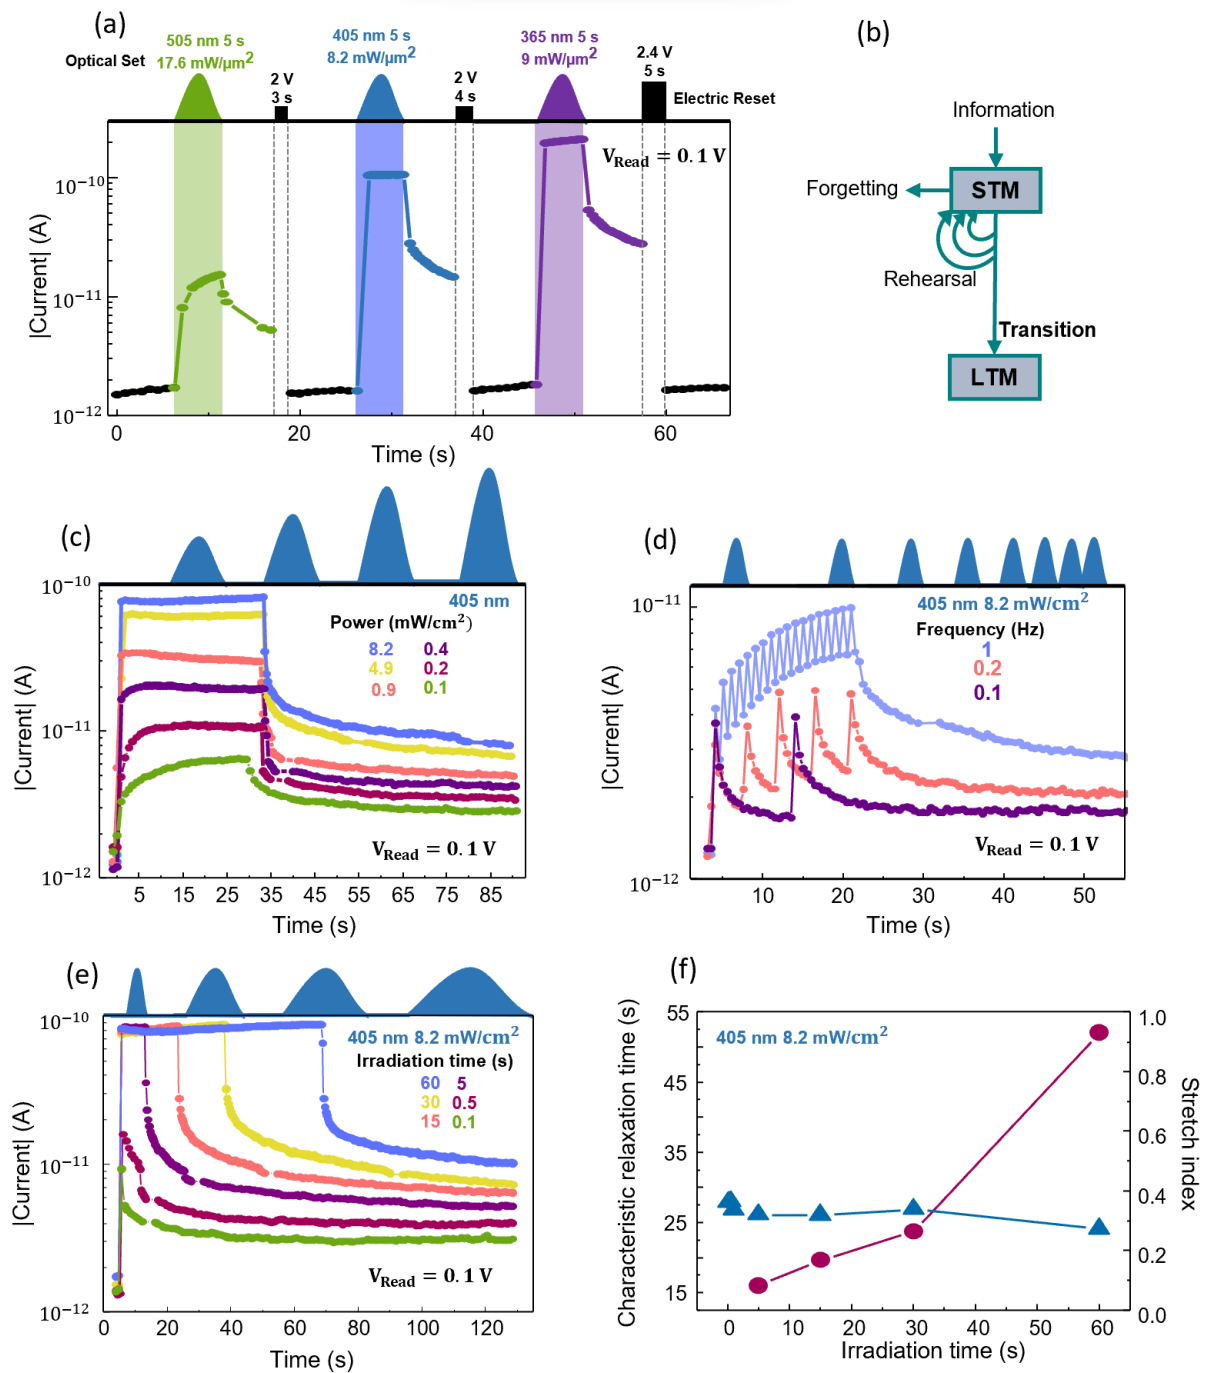 (a)
Optical Set
505 nm 5 s
17.6 mW/µm²
2 V
3 s
405 nm 5 s
8.2 mW/µm²
2 V
4 s
365 nm 5 s
9 mW/µm²
2.4 V
5 s
Electric Reset
V_Read = 0.1 V
10⁻¹⁰
10⁻¹¹
10⁻¹²
|Current| (A)
0 20 40 60
Time (s)
(b)
Information
STM
Forgetting
Rehearsal
Transition
LTM
(c)
405 nm
Power (mW/cm²)
8.2 0.4
4.9 0.2
0.9 0.1
V_Read = 0.1 V
10⁻¹⁰
10⁻¹¹
10⁻¹²
|Current| (A)
5 15 25 35 45 55 65 75 85
Time (s)
(d)
405 nm 8.2 mW/cm²
Frequency (Hz)
1
0.2
0.1
V_Read = 0.1 V
10⁻¹¹
10⁻¹²
|Current| (A)
10 20 30 40 50
Time (s)
(e)
405 nm 8.2 mW/cm²
Irradiation time (s)
60 5
30 0.5
15 0.1
V_Read = 0.1 V
10⁻¹⁰
10⁻¹¹
10⁻¹²
|Current| (A)
0 20 40 60 80 100 120
Time (s)
(f)
405 nm 8.2 mW/cm²
55
45
35
25
15
Characteristic relaxation time (s)
1.0
0.8
0.6
0.4
0.2
0.0
Stretch index
0 10 20 30 40 50 60
Irradiation time (s)